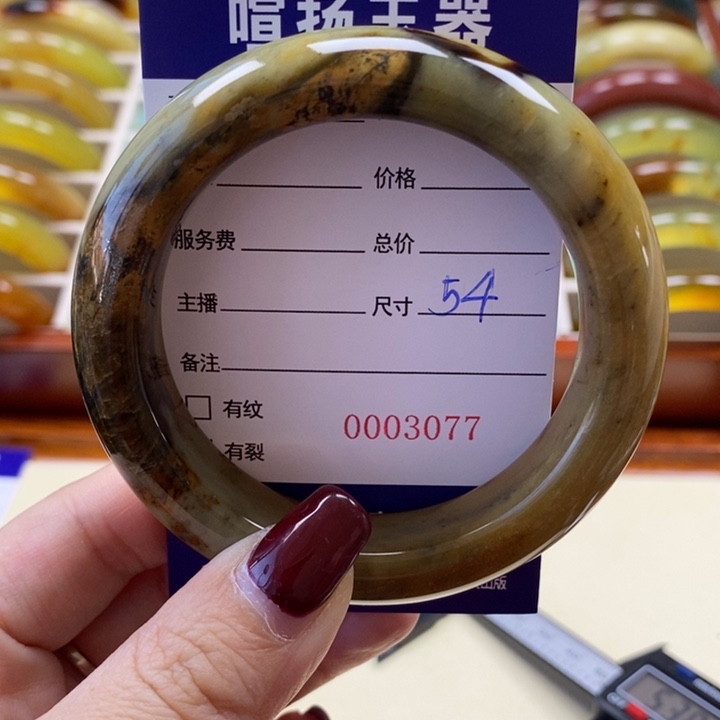 喧扬玉器
价格
服务费 总价
主播 尺寸 54
备注
有纹
0003077
有裂
版